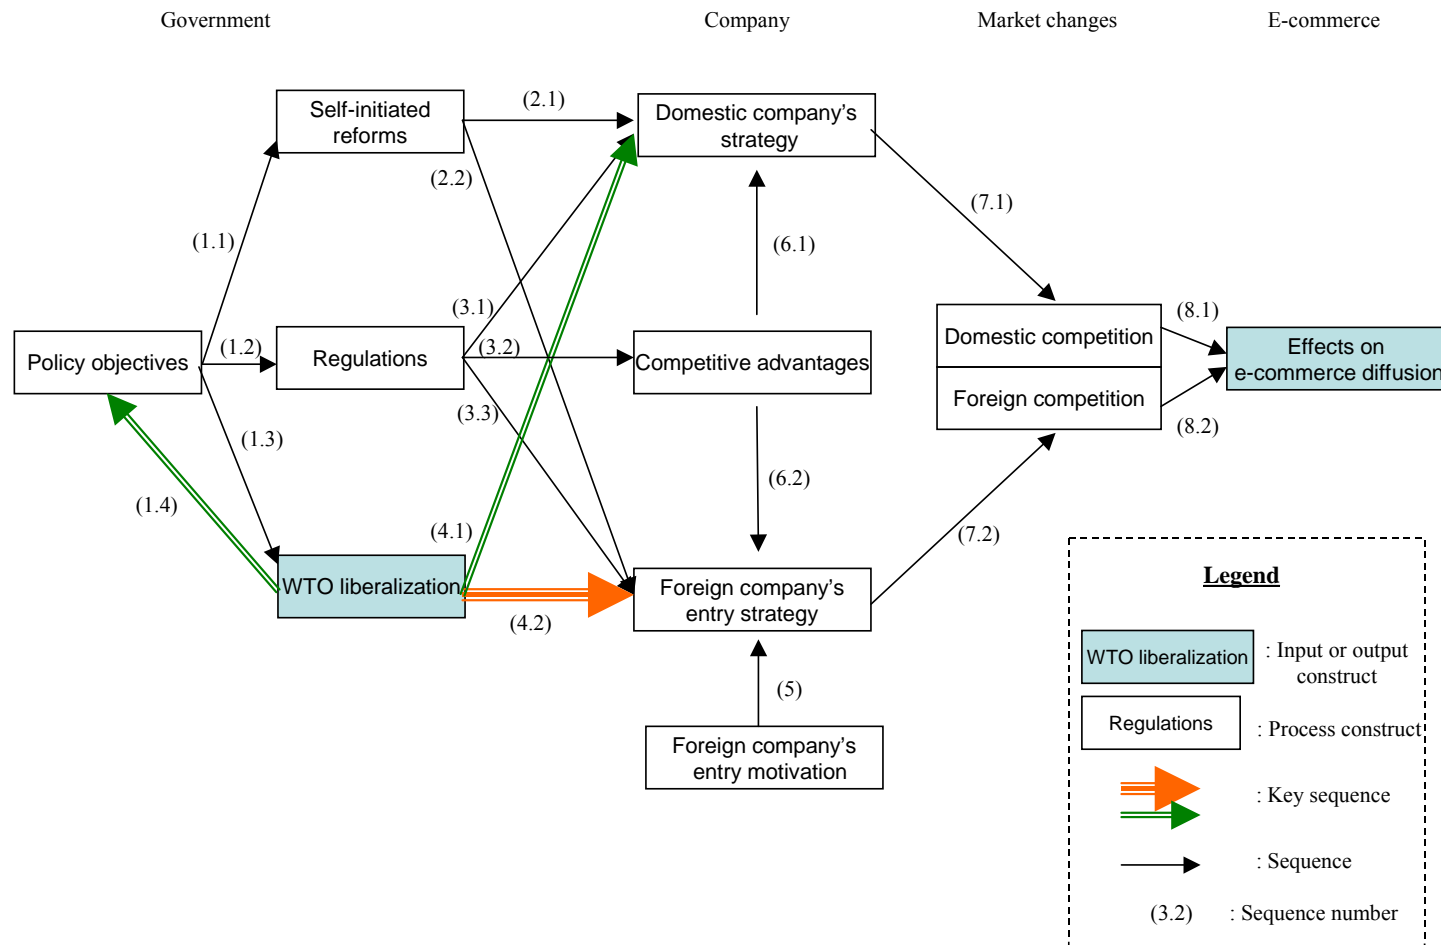 Government
Company
Market changes
E-commerce
Self-initiated
reforms
(2.1)
Domestic company's
strategy
(2.2)
(7.1)
(1.1)
(6.1)
(3.1)
(8.1)
Policy objectives
(1.2)
Regulations
(3.2)
Competitive advantages
Domestic competition
Foreign competition
Effects on
e-commerce diffusion
(3.3)
(8.2)
(1.3)
(6.2)
(1.4)
(4.1)
(7.2)
WTO liberalization
(4.2)
Foreign company's
entry strategy
(5)
Foreign company's
entry motivation
Legend
WTO liberalization
: Input or output
construct
Regulations
: Process construct
: Key sequence
: Sequence
(3.2)
: Sequence number